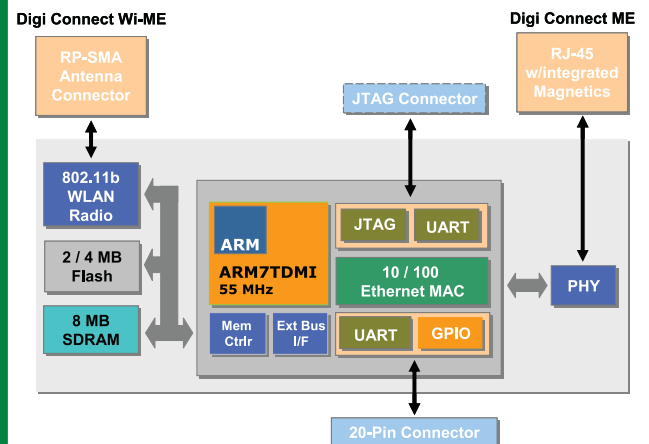 Digi Connect Wi-ME
Digi Connect ME
RP-SMA
Antenna
Connector
JTAG Connector
RJ-45
w/integrated
Magnetics
802.11b
WLAN
Radio
2 / 4 MB
Flash
8 MB
SDRAM
ARM
ARM7TDMI
55 MHz
Mem
Ctrlr
Ext Bus
I/F
JTAG
UART
10 / 100
Ethernet MAC
UART
GPIO
PHY
20-Pin Connector